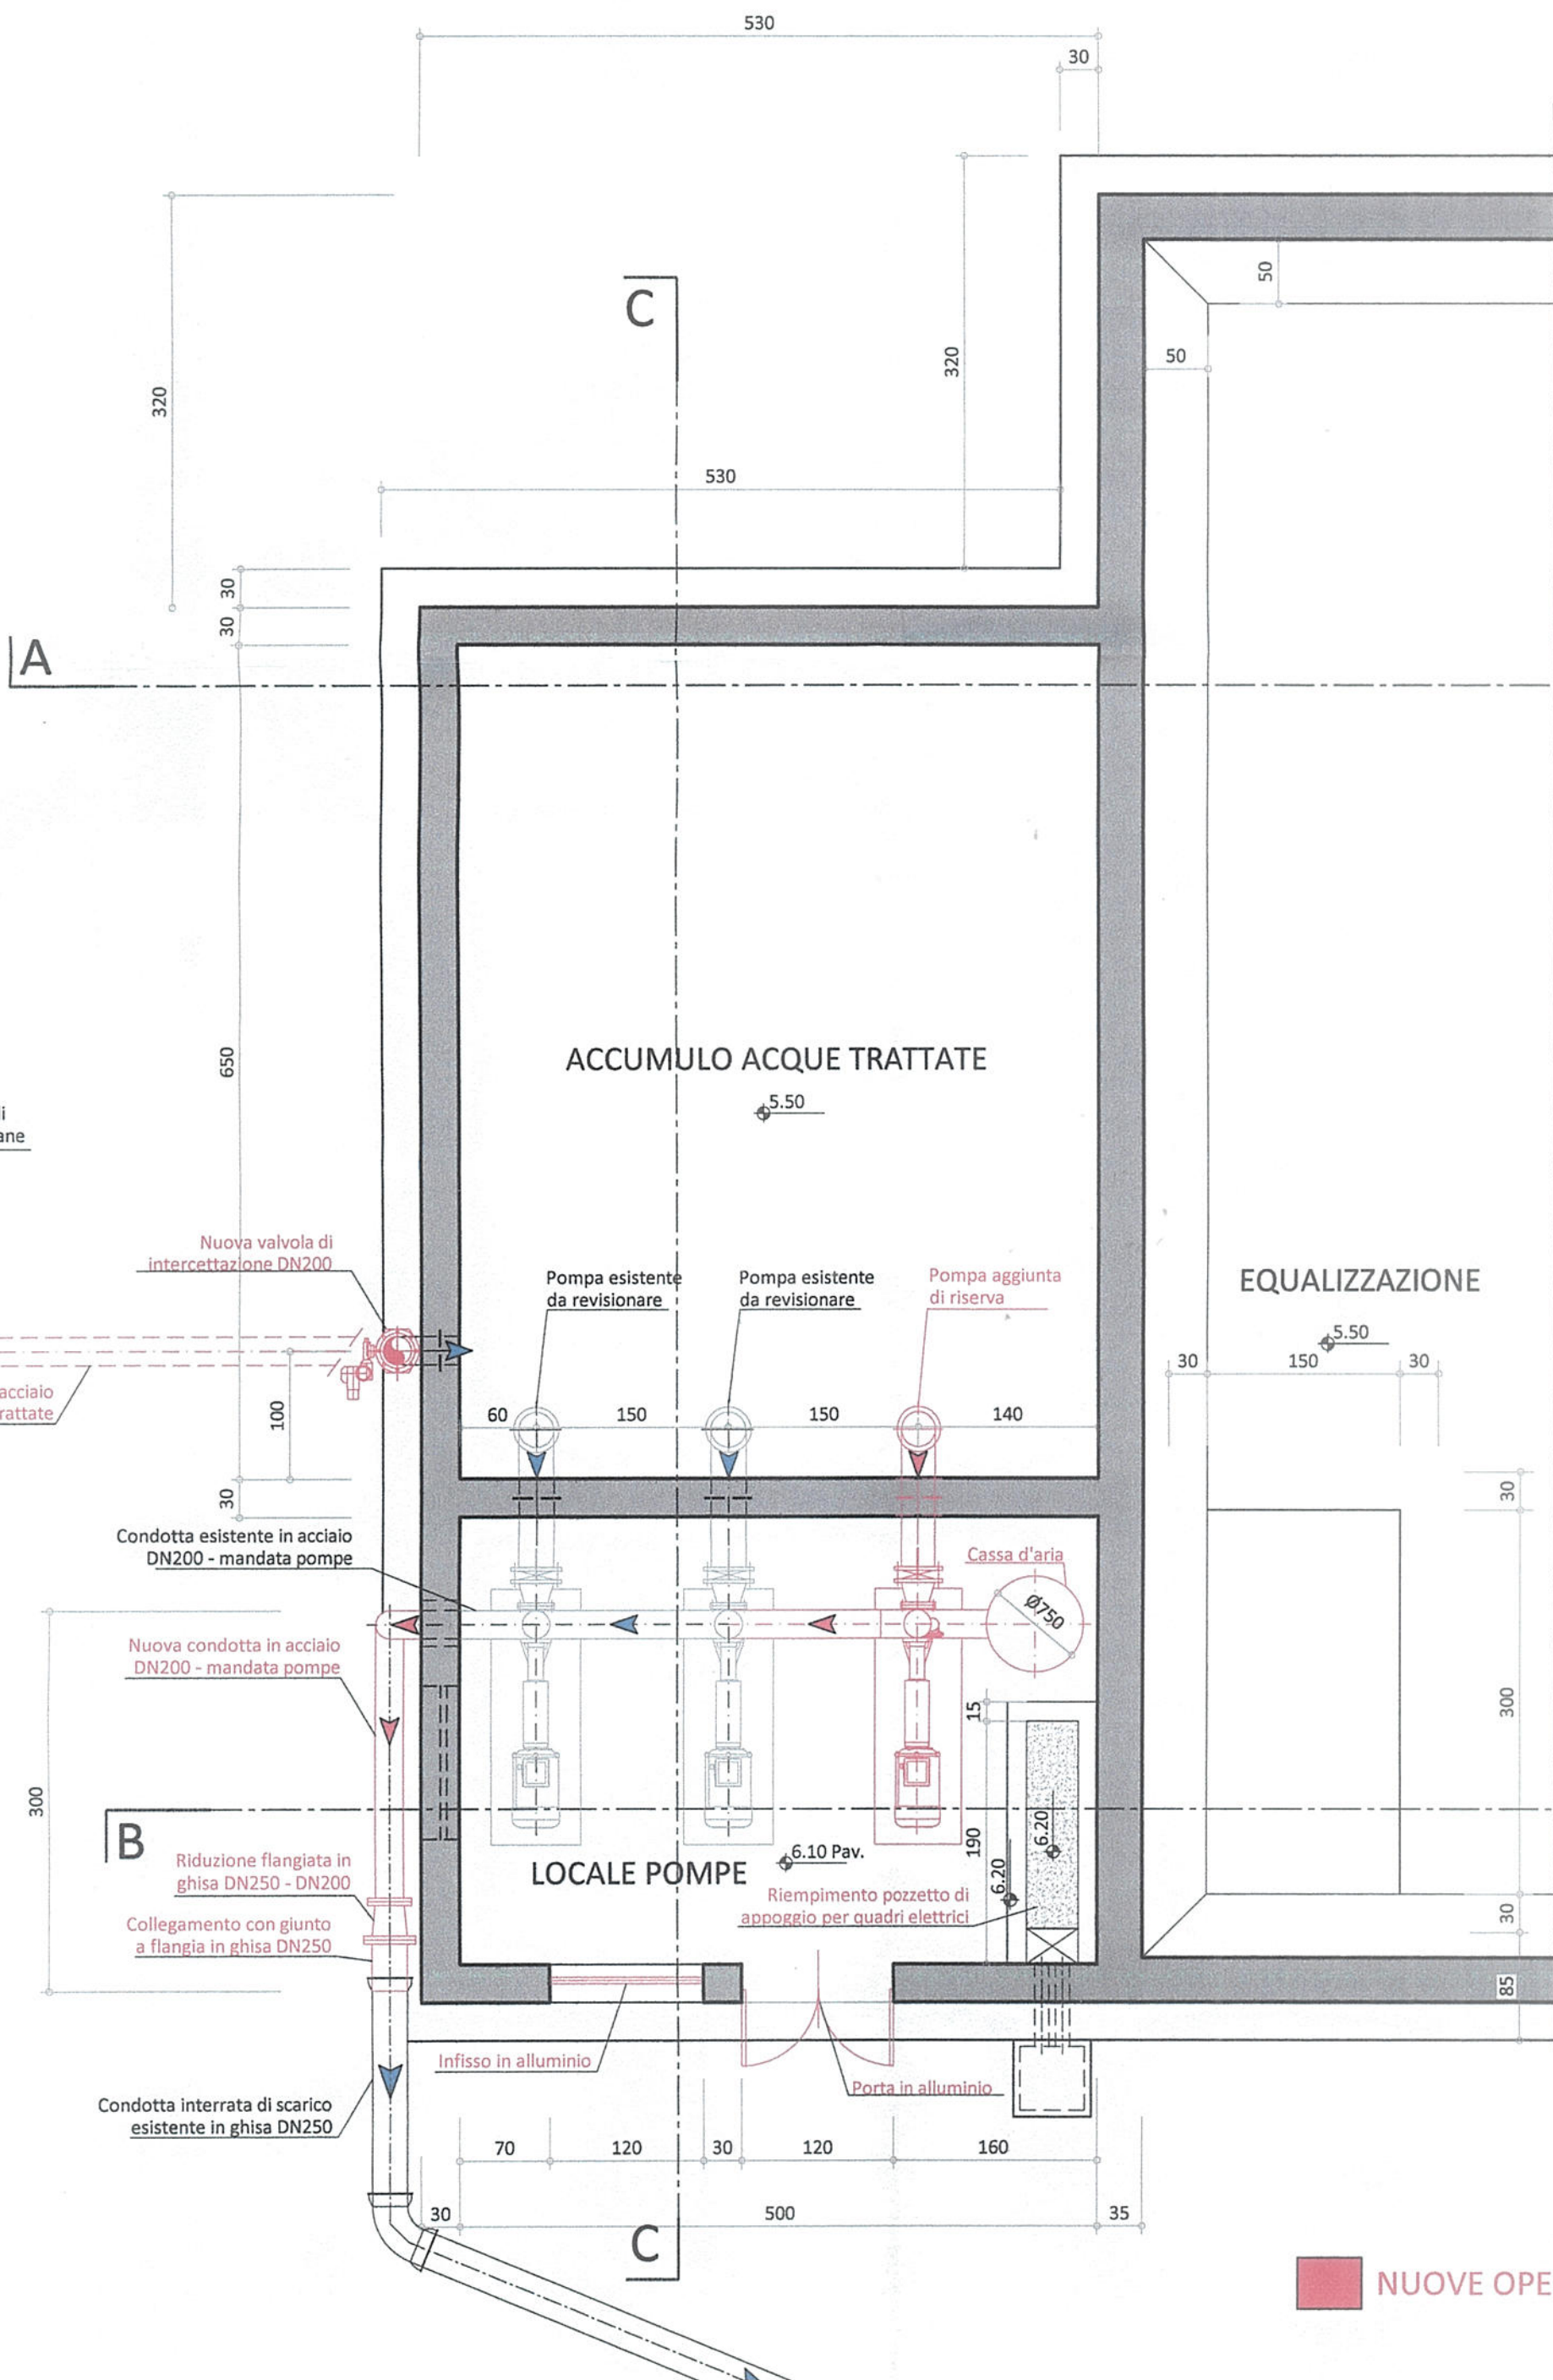 530
30
320
50
C
320
50
530
30
30
A
650
ACCUMULO ACQUE TRATTATE
5.50
Nuova valvola di
intercettazione DN200
Pompa esistente
da revisionare
Pompa esistente
da revisionare
Pompa aggiunta
di riserva
EQUALIZZAZIONE
5.50
30
150
30
acciaio
100
60
150
150
140
30
30
Condotta esistente in acciaio
DN200 - mandata pompe
Cassa d'aria
Ø750
Nuova condotta in acciaio
DN200 - mandata pompe
15
300
300
B
190
6.20
6.20
6.10 Pav.
LOCALE POMPE
Riduzione flangiata in
ghisa DN250 - DN200
Riempimento pozzetto di
appoggio per quadri elettrici
Collegamento con giunto
a flangia in ghisa DN250
30
85
Infisso in alluminio
Porta in alluminio
Condotta interrata di scarico
esistente in ghisa DN250
70
120
30
120
160
30
500
35
C
NUOVE OPE